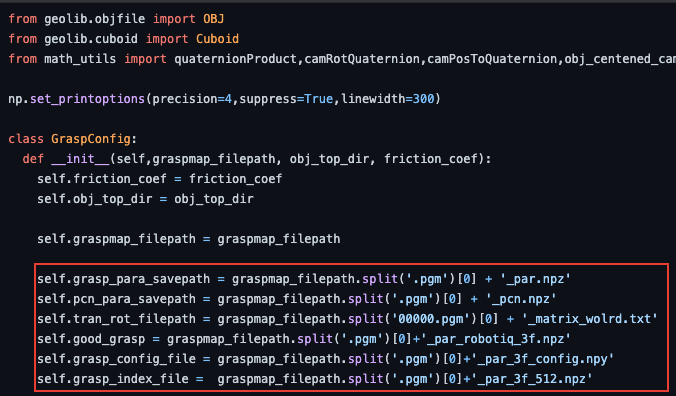 from geolib.objfile import OBJ
from geolib.cuboid import Cuboid
from math_utils import quaternionProduct,camRotQuaternion,camPosToQuaternion,obj_centened_cam
np.set_printoptions(precision=4,suppress=True,linewidth=300)
class GraspConfig:
def __init__(self,graspmap_filepath, obj_top_dir, friction_coef):
self.friction_coef = friction_coef
self.obj_top_dir = obj_top_dir
self.graspmap_filepath = graspmap_filepath
self.grasp_para_savepath = graspmap_filepath.split('.pgm')[0] + '_par.npz'
self.pcn_para_savepath = graspmap_filepath.split('.pgm')[0] + '_pcn.npz'
self.tran_rot_filepath = graspmap_filepath.split('00000.pgm')[0] + '_matrix_wolrd.txt'
self.good_grasp = graspmap_filepath.split('.pgm')[0]+'_par_robotiq_3f.npz'
self.grasp_config_file = graspmap_filepath.split('.pgm')[0]+'_par_3f_config.npy'
self.grasp_index_file =  graspmap_filepath.split('.pgm')[0]+'_par_3f_512.npz'